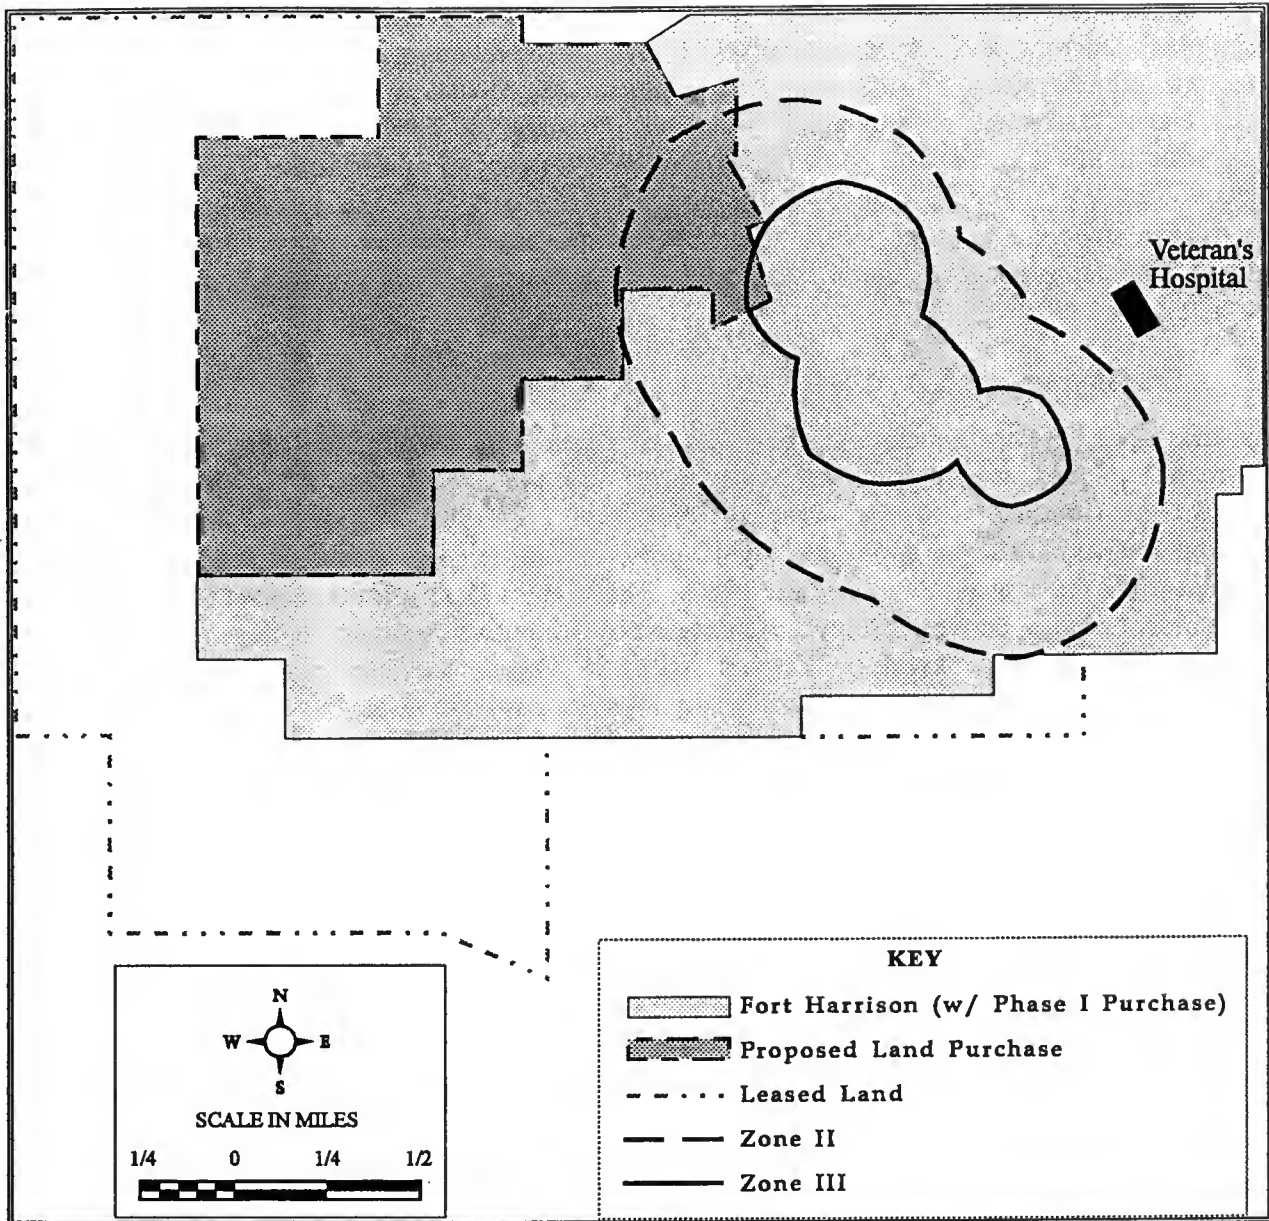 Veteran's
Hospital
KEY
Fort Harrison (w/ Phase I Purchase)
Proposed Land Purchase
Leased Land
Zone II
Zone III
N
W E
S
SCALE IN MILES
1/4 0 1/4 1/2